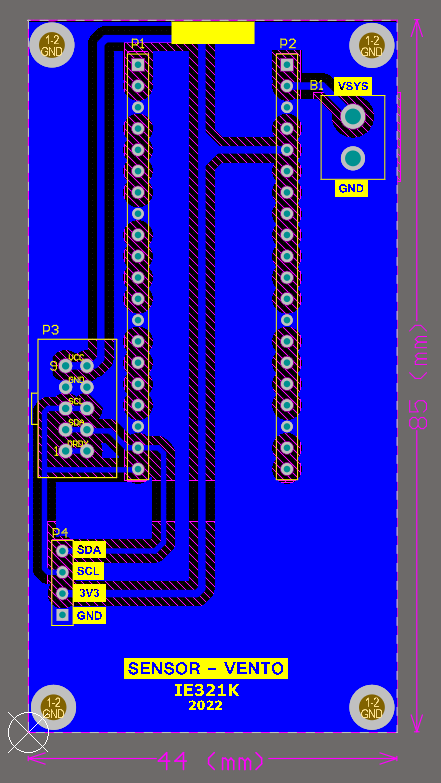 1-2
GND
P1
P2
1-2
GND
B1
VSYS
GND
P3
VCC
9
GND
SCL
SDA
1
DRDY
85 (mm)
P4
SDA
SCL
3V3
GND
SENSOR - VENTO
IE321K
2022
1-2
GND
1-2
GND
44 (mm)